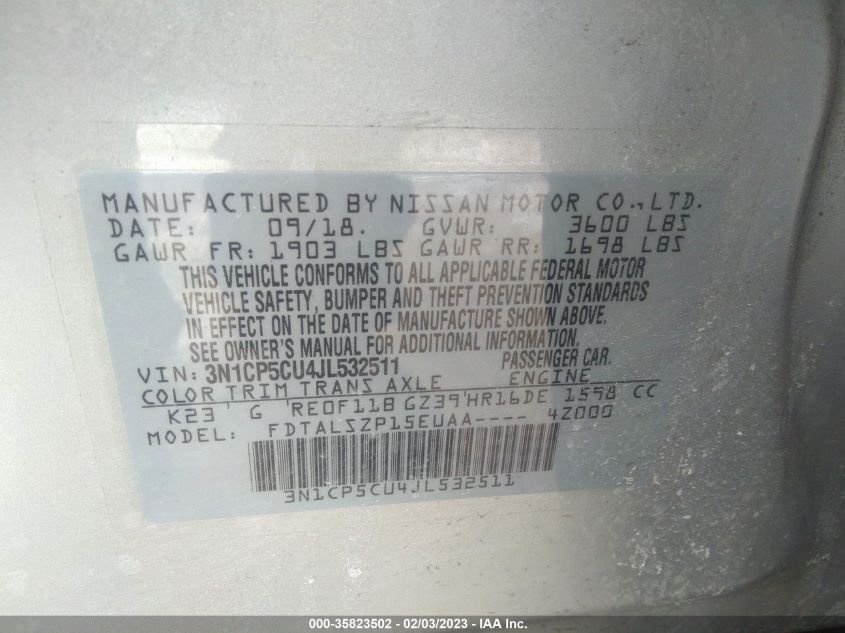 MANUFACTURED BY NISSAN MOTOR CO., LTD.
DATE: 09/18. GVWR: 3600 LBS
GAWR FR: 1903 LBS GAWR RR: 1698 LBS
THIS VEHICLE CONFORMS TO ALL APPLICABLE FEDERAL MOTOR
VEHICLE SAFETY, BUMPER AND THEFT PREVENTION STANDARDS
IN EFFECT ON THE DATE OF MANUFACTURE SHOWN ABOVE.
SEE OWNER'S MANUAL FOR ADDITIONAL INFORMATION.
VIN: 3N1CP5CU4JL532511 PASSENGER CAR.
COLOR TRIM TRANS AXLE ENGINE
K23 G RE0F11B GZ39 HR16DE 1598 CC
MODEL: FDTALSZP15EUAA---- 4Z000
3N1CP5CU4JL532511
000-35823502 - 02/03/2023 - IAA Inc.